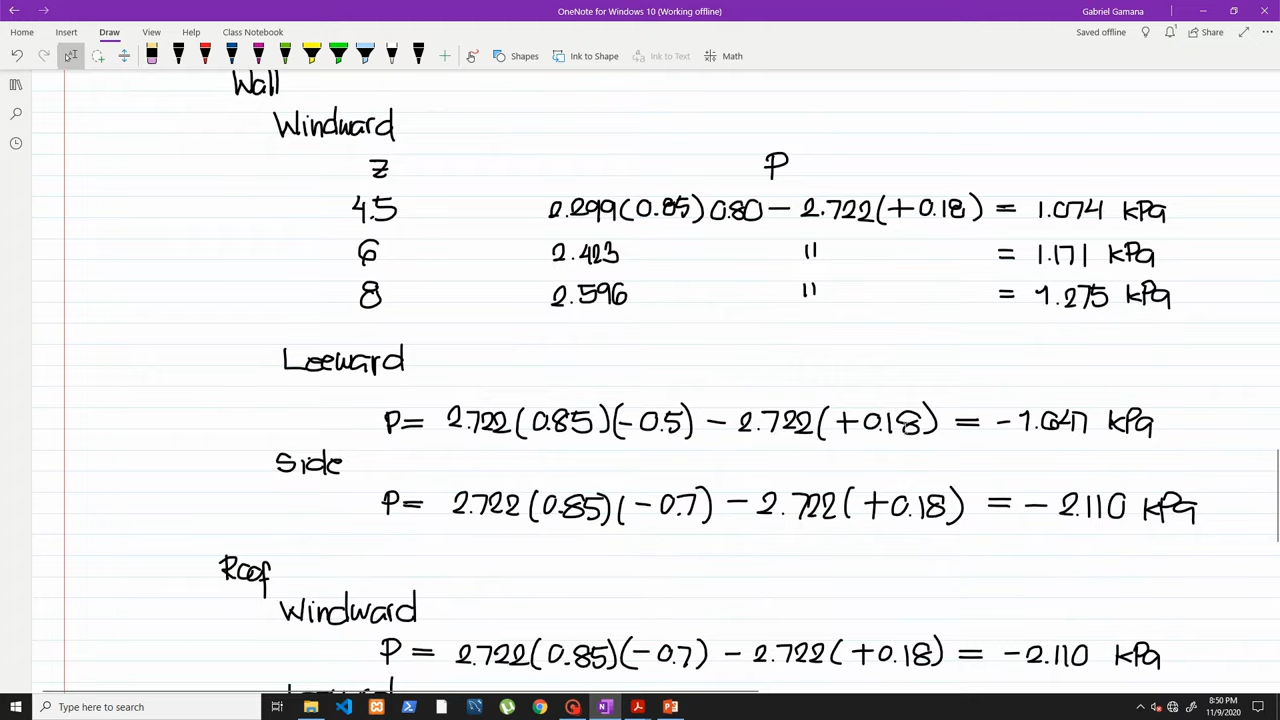 OneNote for Windows 10 (Working offline)
Gabriel Gamana
Home Insert Draw View Help Class Notebook
Saved offline Share
Shapes Ink to Shape Ink to Text Math
Wall
Windward
z P
4.5 2.299(0.85)0.80 - 2.722(+0.18) = 1.074 kPa
6 2.423 " = 1.171 kPa
8 2.596 " = 1.275 kPa
Leeward
P= 2.722(0.85)(-0.5) - 2.722(+0.18) = -1.647 kPa
Side
P= 2.722(0.85)(-0.7) - 2.722(+0.18) = -2.110 kPa
Roof
Windward
P = 2.722(0.85)(-0.7) - 2.722(+0.18) = -2.110 kPa
Type here to search
8:50 PM
11/9/2020